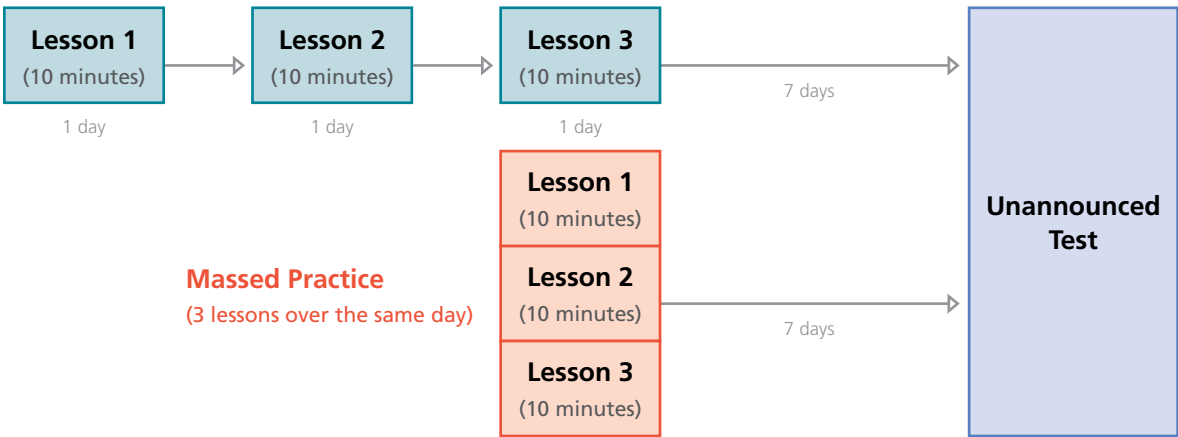 Lesson 1
(10 minutes)
Lesson 2
(10 minutes)
Lesson 3
(10 minutes)
7 days
1 day
1 day
1 day
Lesson 1
(10 minutes)
Lesson 2
(10 minutes)
Lesson 3
(10 minutes)
Massed Practice
(3 lessons over the same day)
7 days
Unannounced
Test